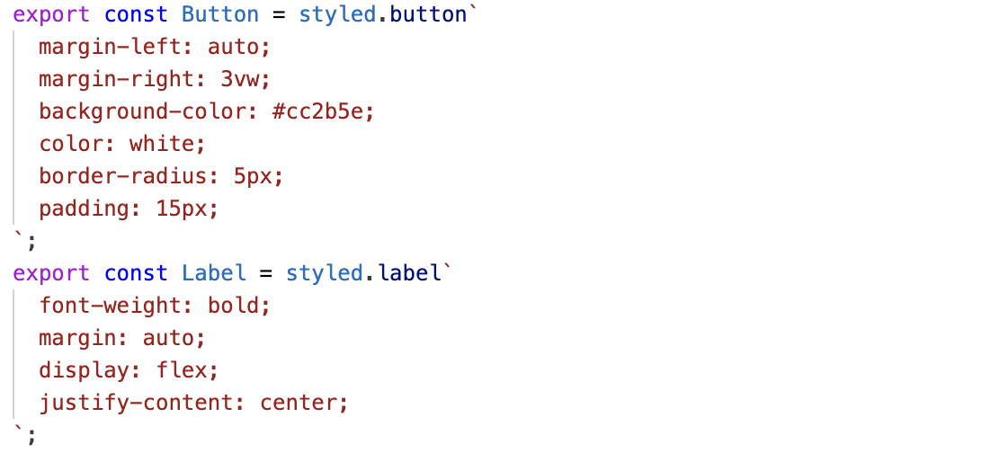 export const Button = styled.button`
  margin-left: auto;
  margin-right: 3vw;
  background-color: #cc2b5e;
  color: white;
  border-radius: 5px;
  padding: 15px;
`;
export const Label = styled.label`
  font-weight: bold;
  margin: auto;
  display: flex;
  justify-content: center;
`;